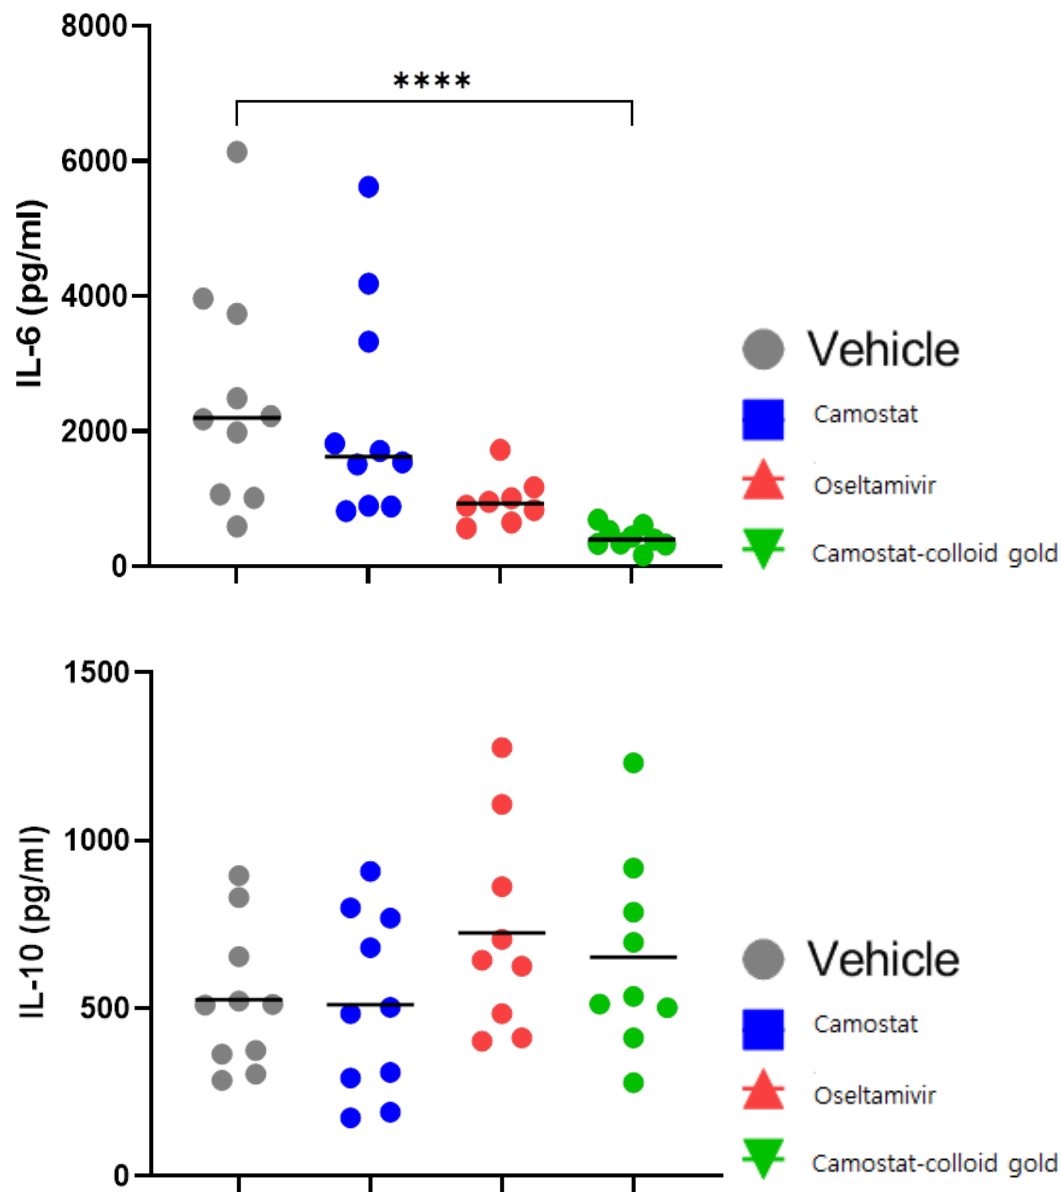 8000
****
6000
IL-6 (pg/ml)
4000
Vehicle
Camostat
2000
Oseltamivir
Camostat-colloid gold
0
1500
1000
IL-10 (pg/ml)
Vehicle
500
Camostat
Oseltamivir
Camostat-colloid gold
0